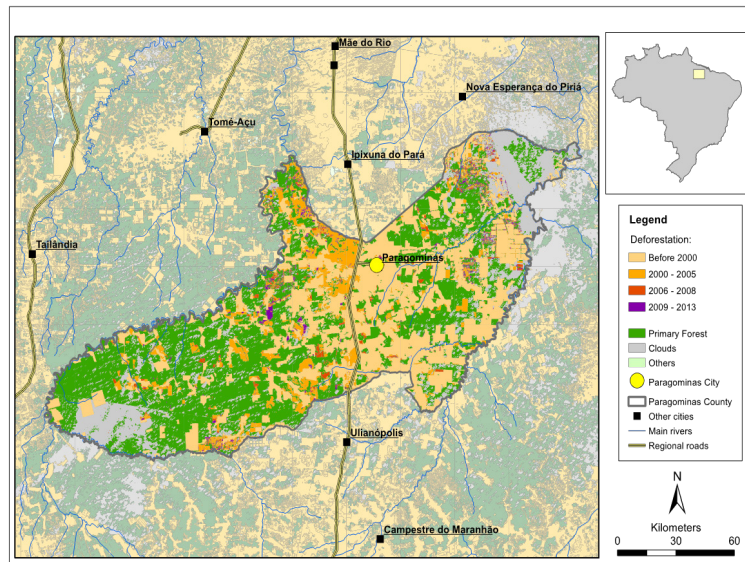 Mãe do Rio
Nova Esperança do Piriá
Tomé-Açu
Ipixuna do Pará
Tailândia
Paragominas
Ulianópolis
Campestre do Maranhão
Legend
Deforestation:
Before 2000
2000 - 2005
2006 - 2008
2009 - 2013
Primary Forest
Clouds
Others
Paragominas City
Paragominas County
Other cities
Main rivers
Regional roads
N
Kilometers
0 30 60